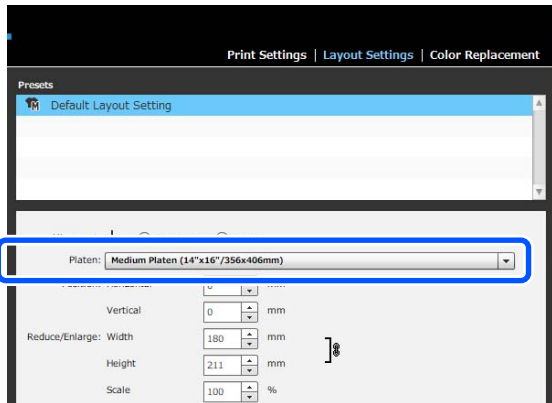 Print Settings | Layout Settings | Color Replacement
Presets
Default Layout Setting
Platen: Medium Platen (14"x16"/356x406mm)
Vertical 0 mm
Reduce/Enlarge: Width 180 mm
Height 211 mm
Scale 100 %